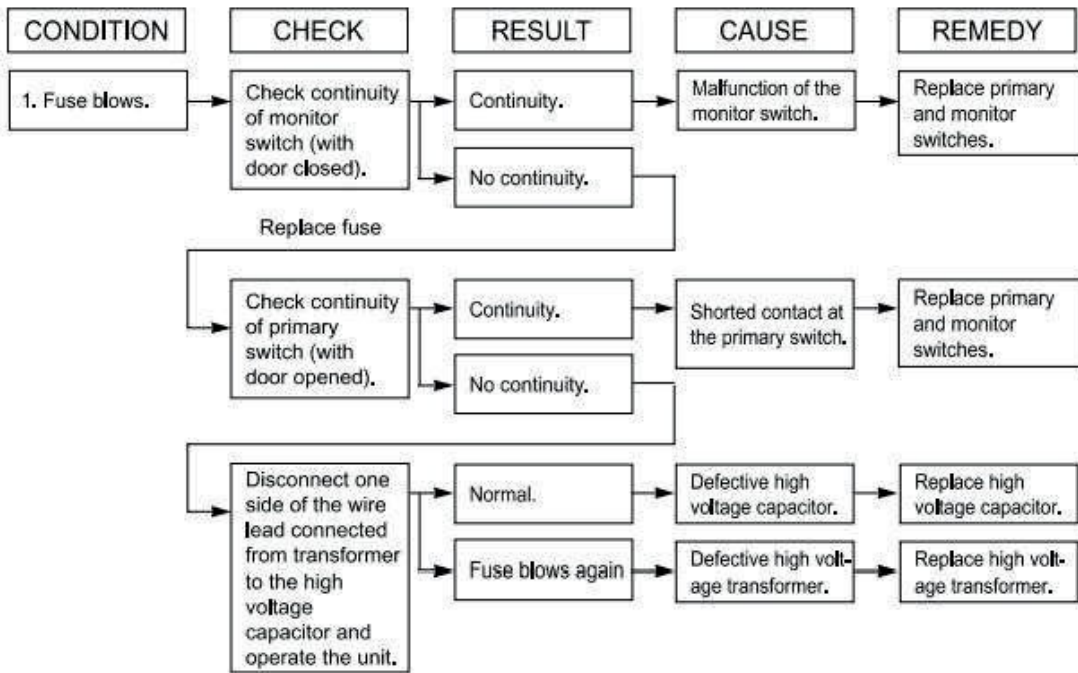 CONDITION
CHECK
RESULT
CAUSE
REMEDY
1. Fuse blows.
Check continuity
of monitor
switch (with
door closed).
Continuity.
Malfunction of the
monitor switch.
Replace primary
and monitor
switches.
No continuity.
Replace fuse
Check continuity
of primary
switch (with
door opened).
Continuity.
Shorted contact at
the primary switch.
Replace primary
and monitor
switches.
No continuity.
Disconnect one
side of the wire
lead connected
from transformer
to the high
voltage
capacitor and
operate the unit.
Normal.
Defective high
voltage capacitor.
Replace high
voltage capacitor.
Fuse blows again
Defective high volt-
age transformer.
Replace high volt-
age transformer.